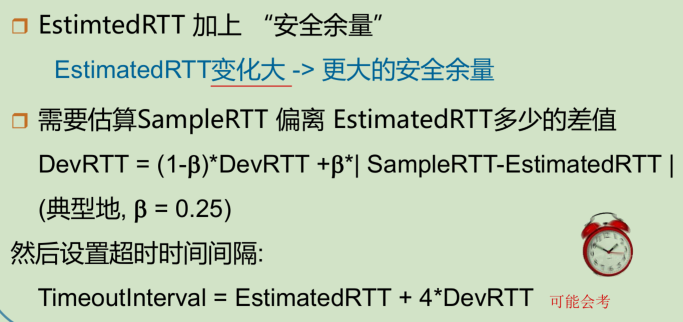 EstimtedRTT 加上 “安全余量”
EstimatedRTT变化大 -> 更大的安全余量
需要估算SampleRTT 偏离 EstimatedRTT多少的差值
DevRTT = (1-β)*DevRTT +β*| SampleRTT-EstimatedRTT |
(典型地, β = 0.25)
然后设置超时时间间隔:
TimeoutInterval = EstimatedRTT + 4*DevRTT 可能会考